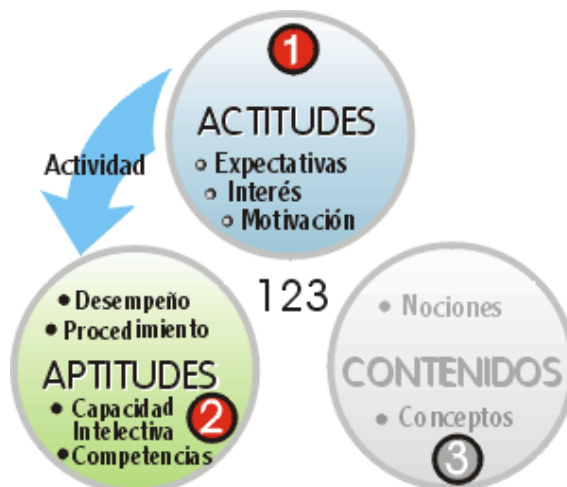 1
ACTITUDES
Expectativas
Interés
Motivación
Actividad
123
Desempeño
Procedimiento
APTITUDES
Capacidad
Intelectiva
2
Competencias
Nociones
CONTENIDOS
Conceptos
3